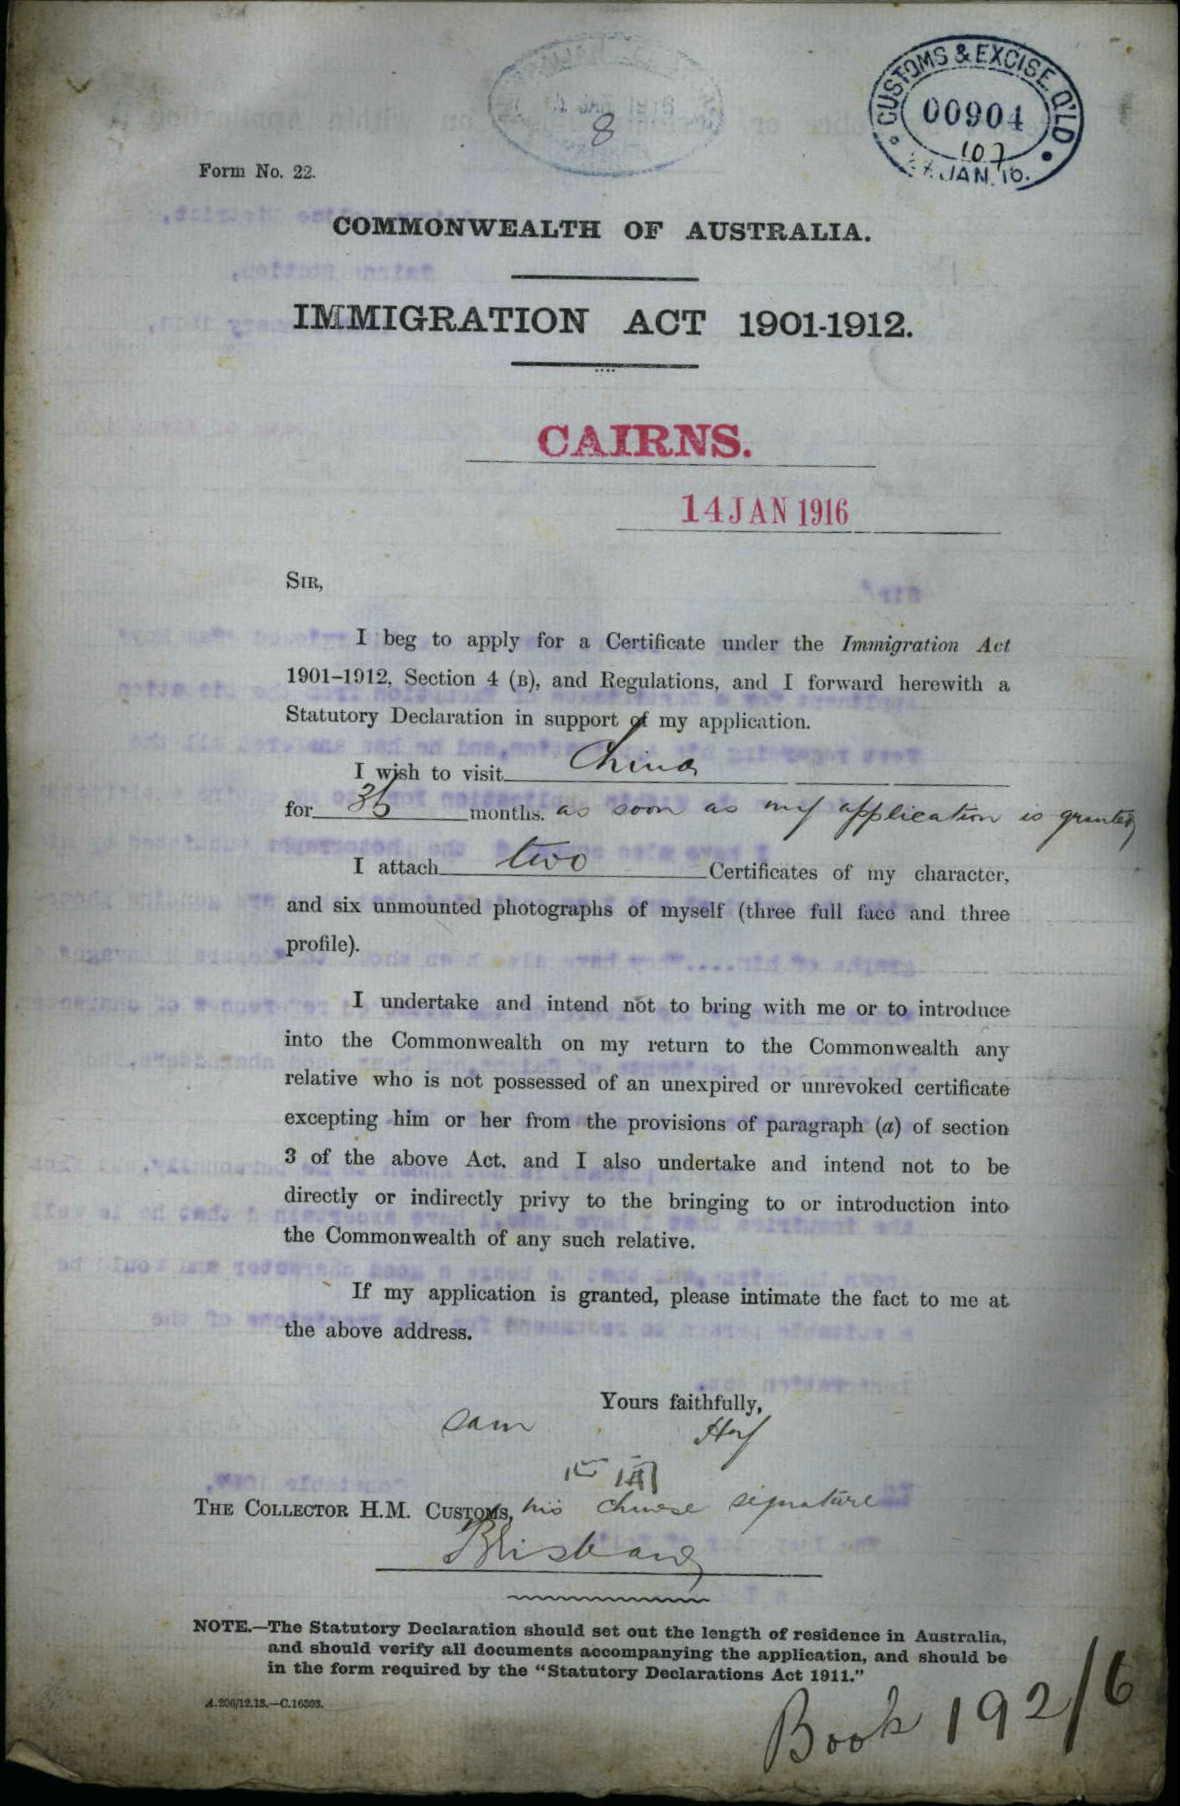 CUSTOMS & EXCISE. Q'LD
00904
107
JAN. 16.
8
Form No. 22.
COMMONWEALTH OF AUSTRALIA.
IMMIGRATION ACT 1901-1912.
CAIRNS.
14 JAN 1916
SIR,
I beg to apply for a Certificate under the Immigration Act
1901–1912, Section 4 (B), and Regulations, and I forward herewith a
Statutory Declaration in support of my application.
I wish to visit China
for 36 months. as soon as my application is granted
I attach two Certificates of my character,
and six unmounted photographs of myself (three full face and three
profile).
I undertake and intend not to bring with me or to introduce
into the Commonwealth on my return to the Commonwealth any
relative who is not possessed of an unexpired or unrevoked certificate
excepting him or her from the provisions of paragraph (a) of section
3 of the above Act, and I also undertake and intend not to be
directly or indirectly privy to the bringing to or introduction into
the Commonwealth of any such relative.
If my application is granted, please intimate the fact to me at
the above address.
Yours faithfully,
Sam Hoy
THE COLLECTOR H.M. CUSTOMS, his Chinese signature
Brisbane
NOTE.—The Statutory Declaration should set out the length of residence in Australia,
and should verify all documents accompanying the application, and should be
in the form required by the "Statutory Declarations Act 1911."
A.206/12.13.—C.16303.
Book 192/6